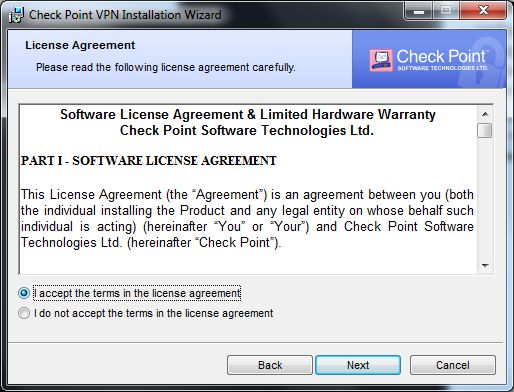 Check Point VPN Installation Wizard
License Agreement
Please read the following license agreement carefully.
Check Point
SOFTWARE TECHNOLOGIES LTD.
Software License Agreement & Limited Hardware Warranty
Check Point Software Technologies Ltd.
PART I - SOFTWARE LICENSE AGREEMENT
This License Agreement (the “Agreement”) is an agreement between you (both
the individual installing the Product and any legal entity on whose behalf such
individual is acting) (hereinafter “You” or “Your”) and Check Point Software
Technologies Ltd. (hereinafter “Check Point”).
I accept the terms in the license agreement
I do not accept the terms in the license agreement
Back
Next
Cancel